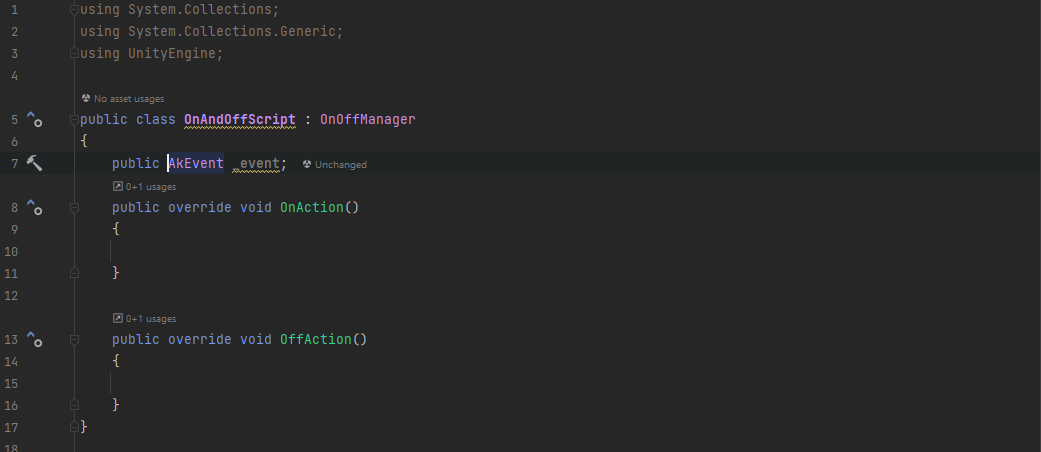 1 using System.Collections;
2 using System.Collections.Generic;
3 using UnityEngine;
4
No asset usages
5 public class OnAndOffScript : OnOffManager
6 {
7 public AkEvent _event; Unchanged
0+1 usages
8 public override void OnAction()
9 {
10
11 }
12
0+1 usages
13 public override void OffAction()
14 {
15
16 }
17 }
18